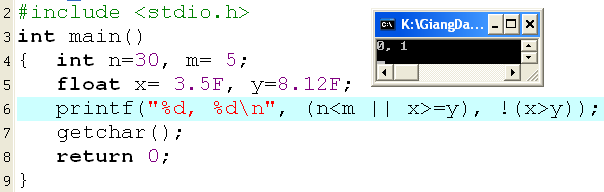 2 #include <stdio.h>
3 int main()
4 {  int n=30, m= 5;
5    float x= 3.5F, y=8.12F;
6    printf("%d, %d\n", (n<m || x>=y), !(x>y));
7    getchar();
8    return 0;
9 }
K:\GiangDa...
0, 1